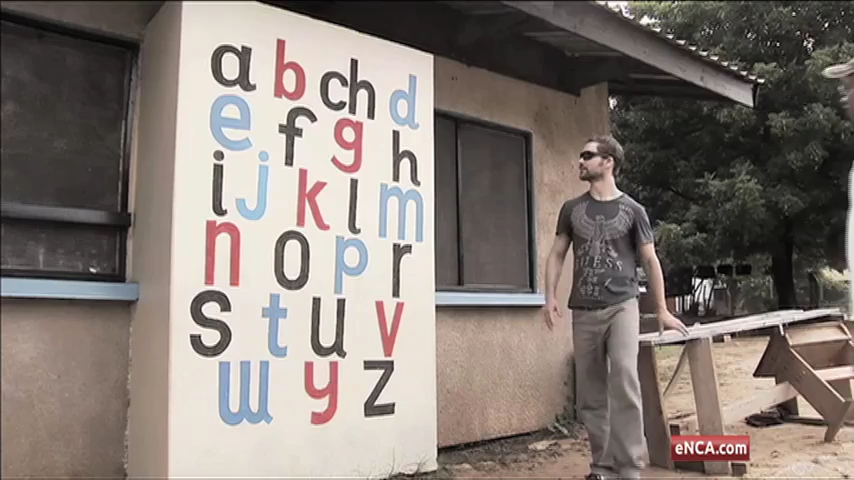 a b ch d
e f g h
i j k l m
n o p r
s t u v
w y z
GUESS
eNCA.com